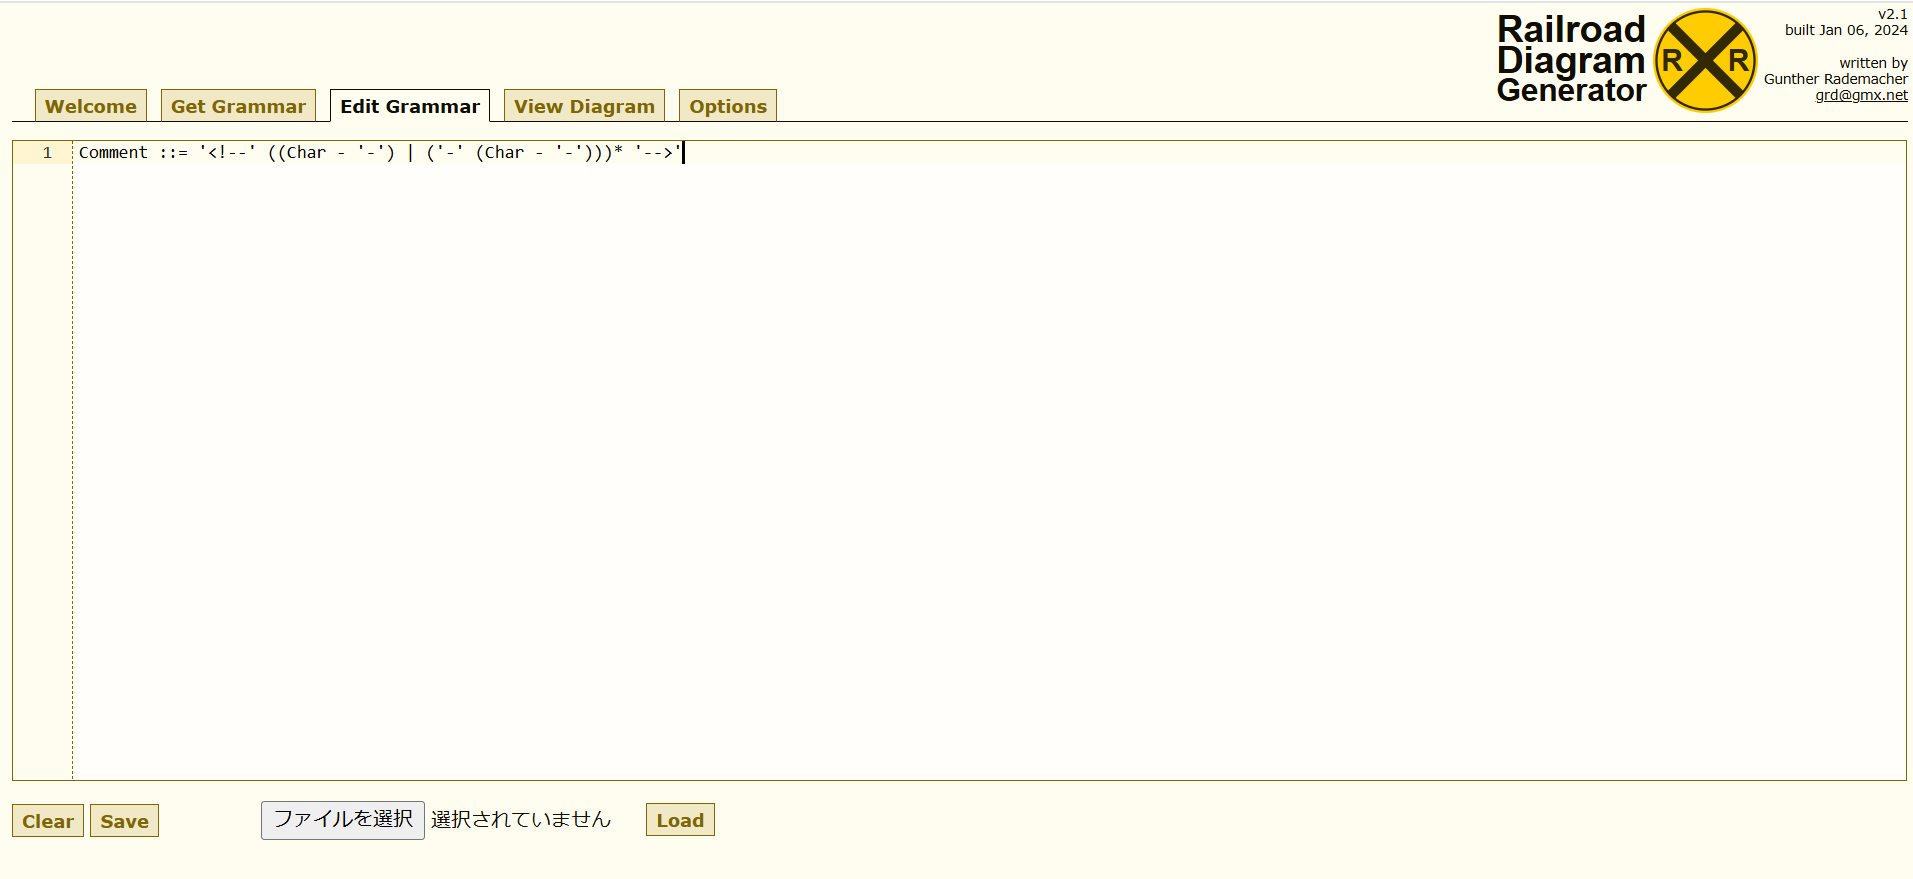 Railroad
Diagram
Generator
R R
v2.1
built Jan 06, 2024
written by
Gunther Rademacher
grd@gmx.net
Welcome
Get Grammar
Edit Grammar
View Diagram
Options
1
Comment ::= '<!--' ((Char - '-') | ('-' (Char - '-')))* '-->'
Clear
Save
ファイルを選択
選択されていません
Load